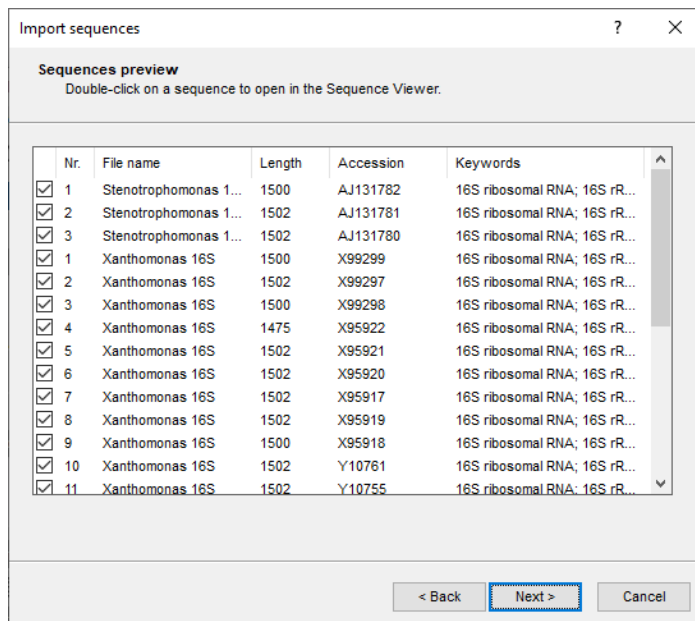 Import sequences ? ×
Sequences preview
Double-click on a sequence to open in the Sequence Viewer.
Nr. File name Length Accession Keywords
1 Stenotrophomonas 1... 1500 AJ131782 16S ribosomal RNA; 16S rR...
2 Stenotrophomonas 1... 1502 AJ131781 16S ribosomal RNA; 16S rR...
3 Stenotrophomonas 1... 1502 AJ131780 16S ribosomal RNA; 16S rR...
1 Xanthomonas 16S 1500 X99299 16S ribosomal RNA; 16S rR...
2 Xanthomonas 16S 1502 X99297 16S ribosomal RNA; 16S rR...
3 Xanthomonas 16S 1500 X99298 16S ribosomal RNA; 16S rR...
4 Xanthomonas 16S 1475 X95922 16S ribosomal RNA; 16S rR...
5 Xanthomonas 16S 1502 X95921 16S ribosomal RNA; 16S rR...
6 Xanthomonas 16S 1502 X95920 16S ribosomal RNA; 16S rR...
7 Xanthomonas 16S 1502 X95917 16S ribosomal RNA; 16S rR...
8 Xanthomonas 16S 1502 X95919 16S ribosomal RNA; 16S rR...
9 Xanthomonas 16S 1500 X95918 16S ribosomal RNA; 16S rR...
10 Xanthomonas 16S 1502 Y10761 16S ribosomal RNA; 16S rR...
11 Xanthomonas 16S 1502 Y10755 16S ribosomal RNA; 16S rR...
< Back Next > Cancel